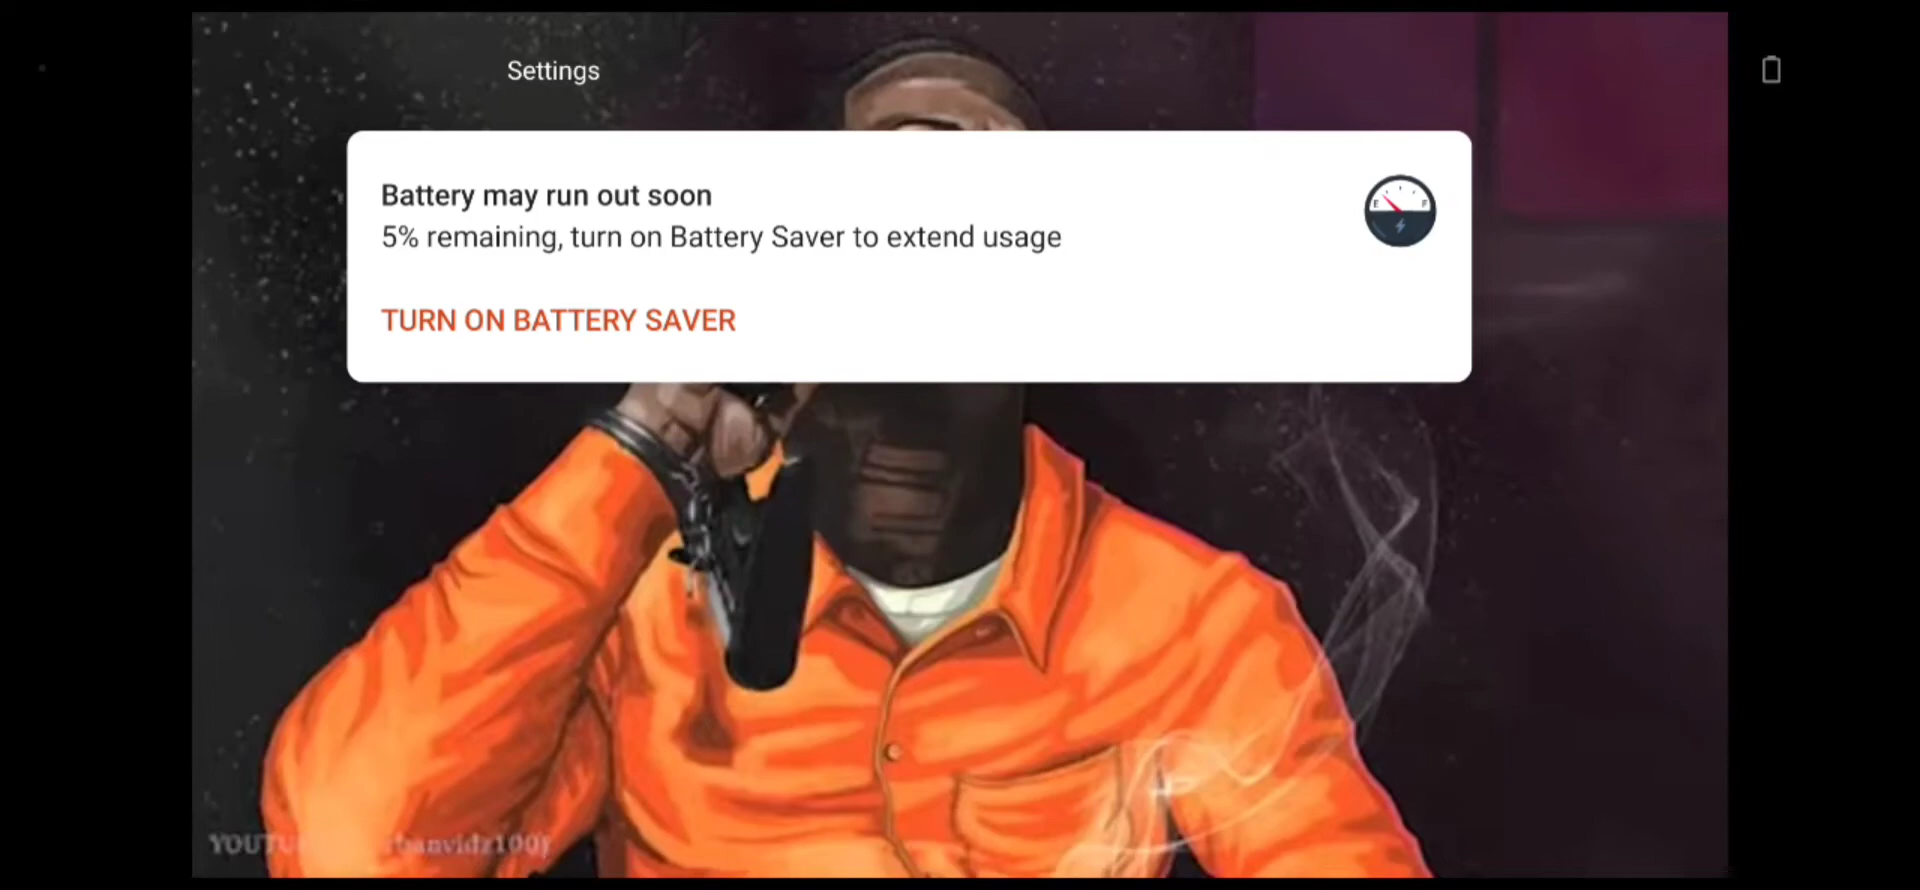 Settings
Battery may run out soon
5% remaining, turn on Battery Saver to extend usage
TURN ON BATTERY SAVER
E F